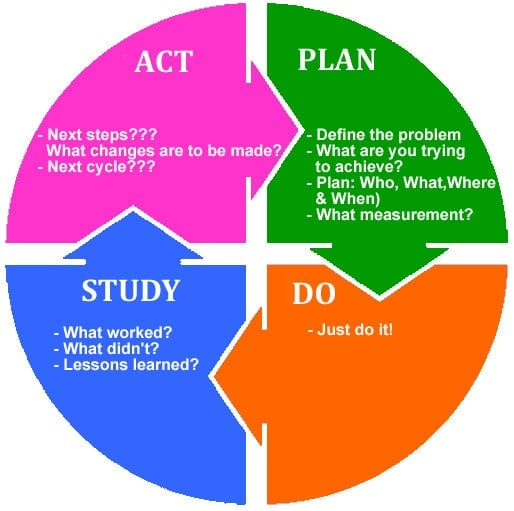 ACT
- Next steps???
What changes are to be made?
- Next cycle???
PLAN
- Define the problem
- What are you trying
to achieve?
- Plan: Who, What,Where
& When)
- What measurement?
STUDY
- What worked?
- What didn't?
- Lessons learned?
DO
- Just do it!